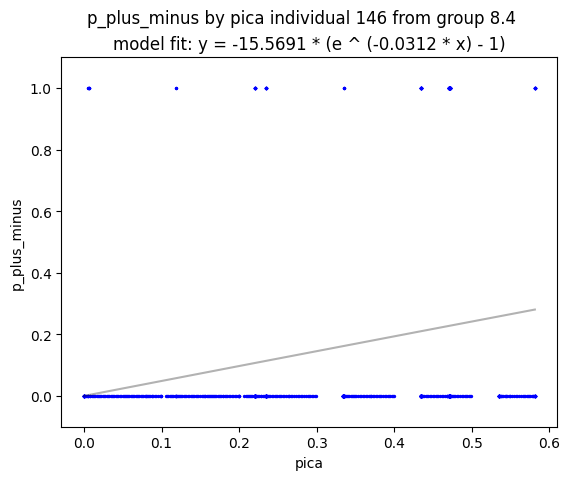 p_plus_minus by pica individual 146 from group 8.4
model fit: y = -15.5691 * (e ^ (-0.0312 * x) - 1)
1.0
0.8
0.6
0.4
0.2
0.0
p_plus_minus
0.0 0.1 0.2 0.3 0.4 0.5 0.6
pica